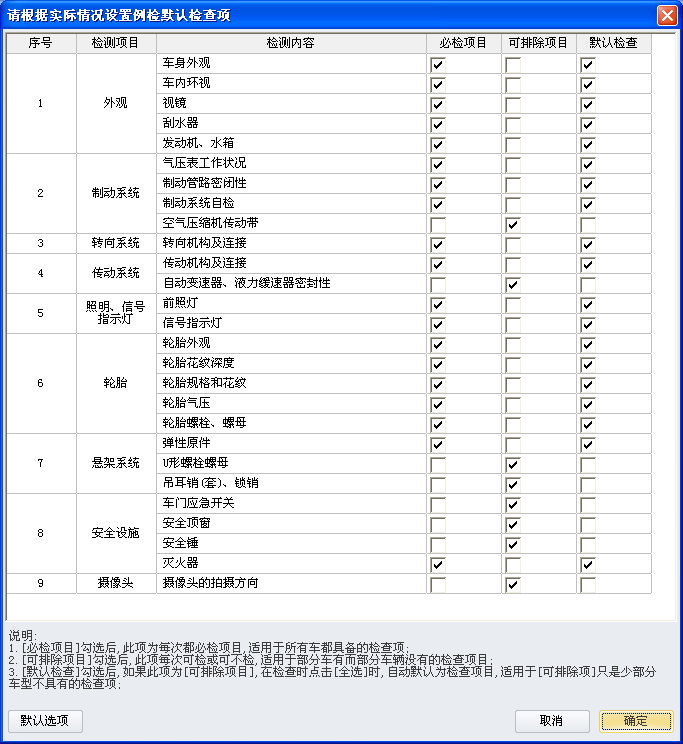 请根据实际情况设置例检默认检查项
序号 检测项目 检测内容 必检项目 可排除项目 默认检查
1 外观 车身外观
车内环视
视镜
刮水器
发动机、水箱
2 制动系统 气压表工作状况
制动管路密闭性
制动系统自检
空气压缩机传动带
3 转向系统 转向机构及连接
4 传动系统 传动机构及连接
自动变速器、液力缓速器密封性
5 照明、信号指示灯 前照灯
信号指示灯
6 轮胎 轮胎外观
轮胎花纹深度
轮胎规格和花纹
轮胎气压
轮胎螺栓、螺母
7 悬架系统 弹性原件
U形螺栓螺母
吊耳销(套)、锁销
8 安全设施 车门应急开关
安全顶窗
安全锤
灭火器
9 摄像头 摄像头的拍摄方向
说明:
1.[必检项目]勾选后,此项为每次都必检项目,适用于所有车都具备的检查项;
2.[可排除项目]勾选后,此项每次可检或可不检,适用于部分车有而部分车辆没有的检查项目;
3.[默认检查]勾选后,如果此项为[可排除项目],在检查时点击[全选]时,自动默认为检查项目,适用于[可排除项]只是少部分
车型不具有的检查项;
默认选项 取消 确定